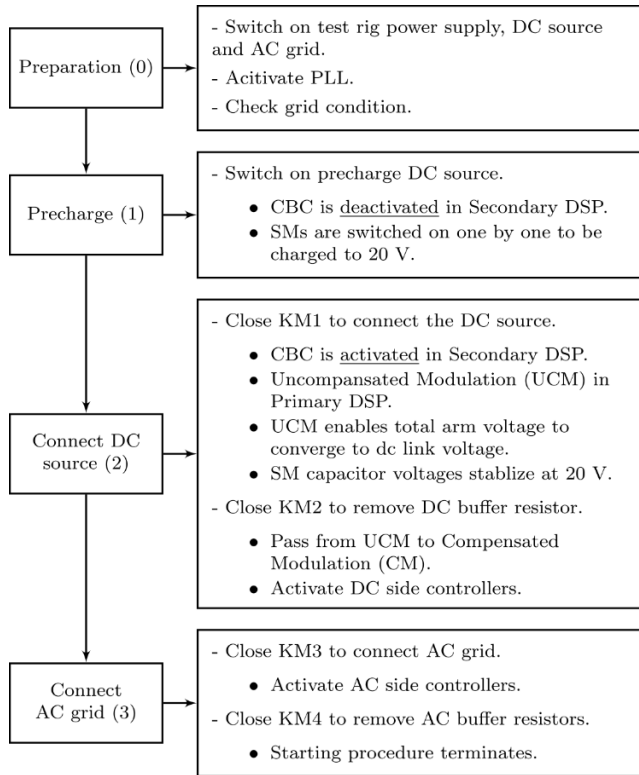 Preparation (0)
- Switch on test rig power supply, DC source
and AC grid.
- Acitivate PLL.
- Check grid condition.
Precharge (1)
- Switch on precharge DC source.
• CBC is deactivated in Secondary DSP.
• SMs are switched on one by one to be
charged to 20 V.
Connect DC
source (2)
- Close KM1 to connect the DC source.
• CBC is activated in Secondary DSP.
• Uncompansated Modulation (UCM) in
Primary DSP.
• UCM enables total arm voltage to
converge to dc link voltage.
• SM capacitor voltages stablize at 20 V.
- Close KM2 to remove DC buffer resistor.
• Pass from UCM to Compensated
Modulation (CM).
• Activate DC side controllers.
Connect
AC grid (3)
- Close KM3 to connect AC grid.
• Activate AC side controllers.
- Close KM4 to remove AC buffer resistors.
• Starting procedure terminates.